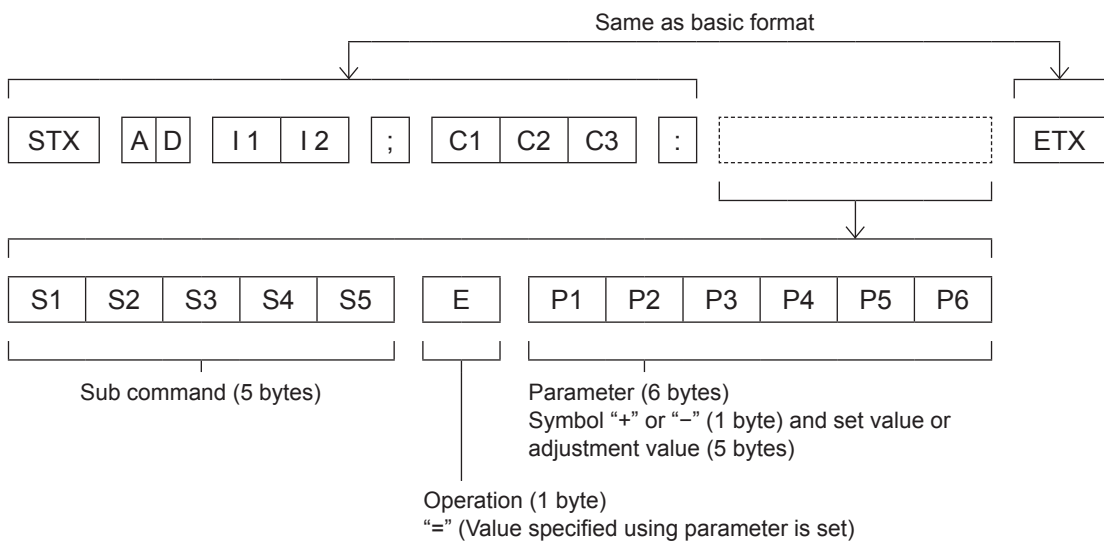 Same as basic format
STX A D I 1 I 2 ; C1 C2 C3 : ETX
S1 S2 S3 S4 S5 E P1 P2 P3 P4 P5 P6
Sub command (5 bytes)
Parameter (6 bytes)
Symbol “+” or “−” (1 byte) and set value or
adjustment value (5 bytes)
Operation (1 byte)
“=” (Value specified using parameter is set)